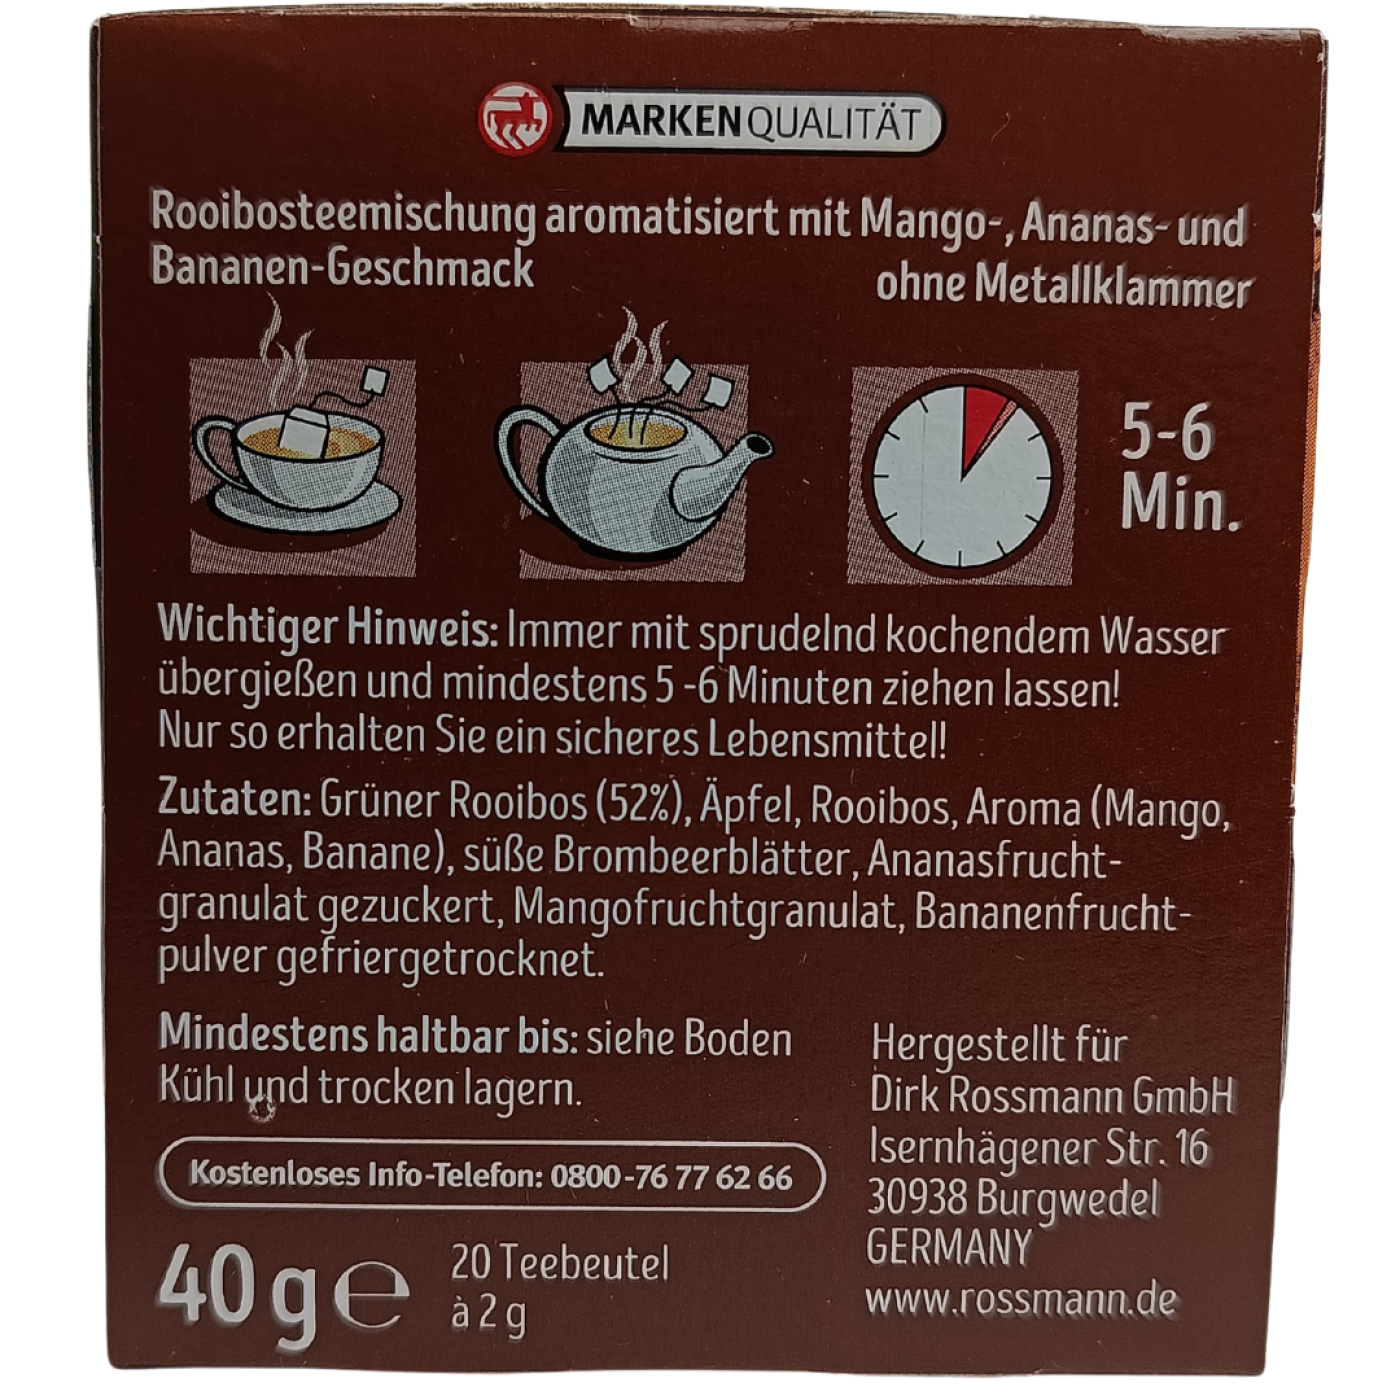 MARKENQUALITÄT
Rooibosteemischung aromatisiert mit Mango-, Ananas- und
Bananen-Geschmack
ohne Metallklammer
5-6
Min.
Wichtiger Hinweis: Immer mit sprudelnd kochendem Wasser
übergießen und mindestens 5-6 Minuten ziehen lassen!
Nur so erhalten Sie ein sicheres Lebensmittel!
Zutaten: Grüner Rooibos (52%), Äpfel, Rooibos, Aroma (Mango,
Ananas, Banane), süße Brombeerblätter, Ananasfrucht-
granulat gezuckert, Mangofruchtgranulat, Bananenfrucht-
pulver gefriergetrocknet.
Mindestens haltbar bis: siehe Boden
Kühl und trocken lagern.
Kostenloses Info-Telefon: 0800-76 77 62 66
40 g e
20 Teebeutel
à 2 g
Hergestellt für
Dirk Rossmann GmbH
Isernhägener Str. 16
30938 Burgwedel
GERMANY
www.rossmann.de